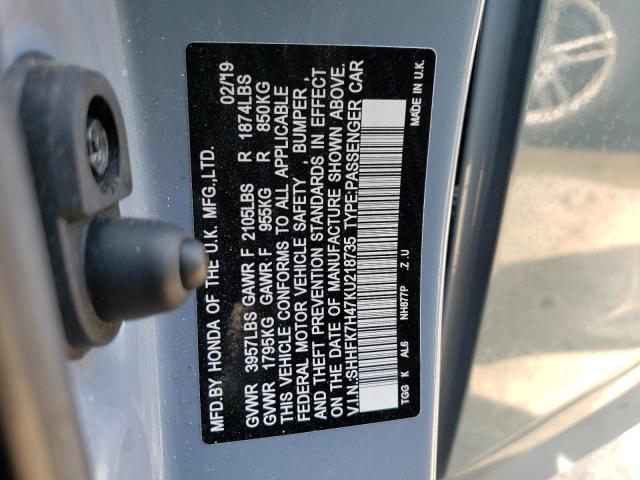 MFD.BY HONDA OF THE U.K. MFG.,LTD. 02/19
GVWR 3957LBS GAWR F 2105LBS R 1874LBS
GVWR 1795KG GAWR F 955KG R 850KG
THIS VEHICLE CONFORMS TO ALL APPLICABLE
FEDERAL MOTOR VEHICLE SAFETY , BUMPER ,
AND THEFT PREVENTION STANDARDS IN EFFECT
ON THE DATE OF MANUFACTURE SHOWN ABOVE.
V.I.N.:SHHFK7H47KU218735 TYPE:PASSENGER CAR
TGG K AL6 NH877P .Z.U MADE IN U.K.